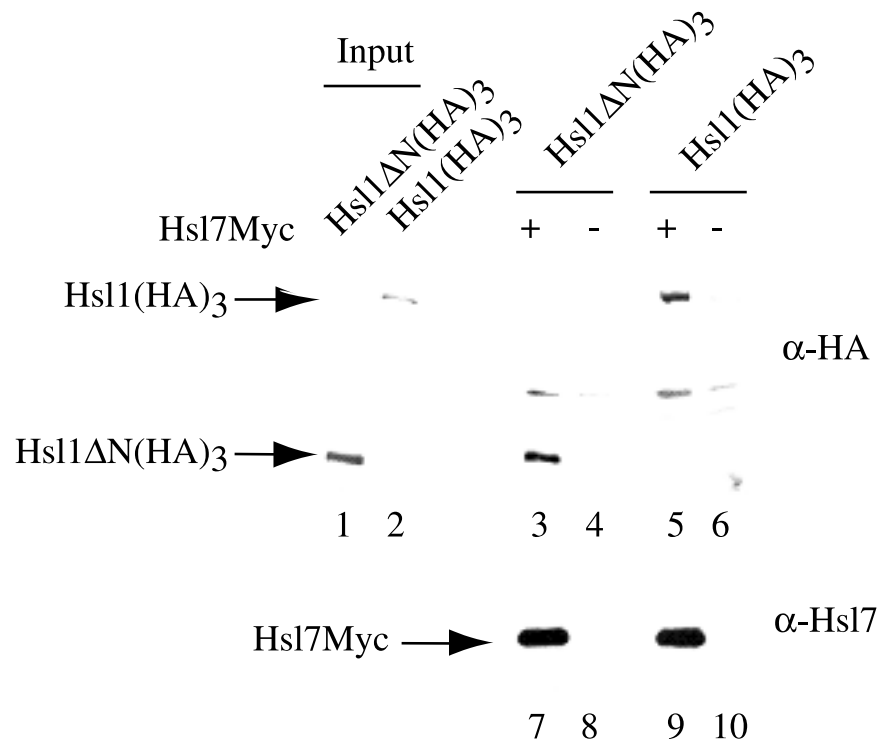 Input
Hsl1ΔN(HA)3
Hsl1(HA)3
Hsl1ΔN(HA)3
Hsl1(HA)3
Hsl7Myc + - + -
Hsl1(HA)3
α-HA
Hsl1ΔN(HA)3
1 2 3 4 5 6
Hsl7Myc
α-Hsl7
7 8 9 10